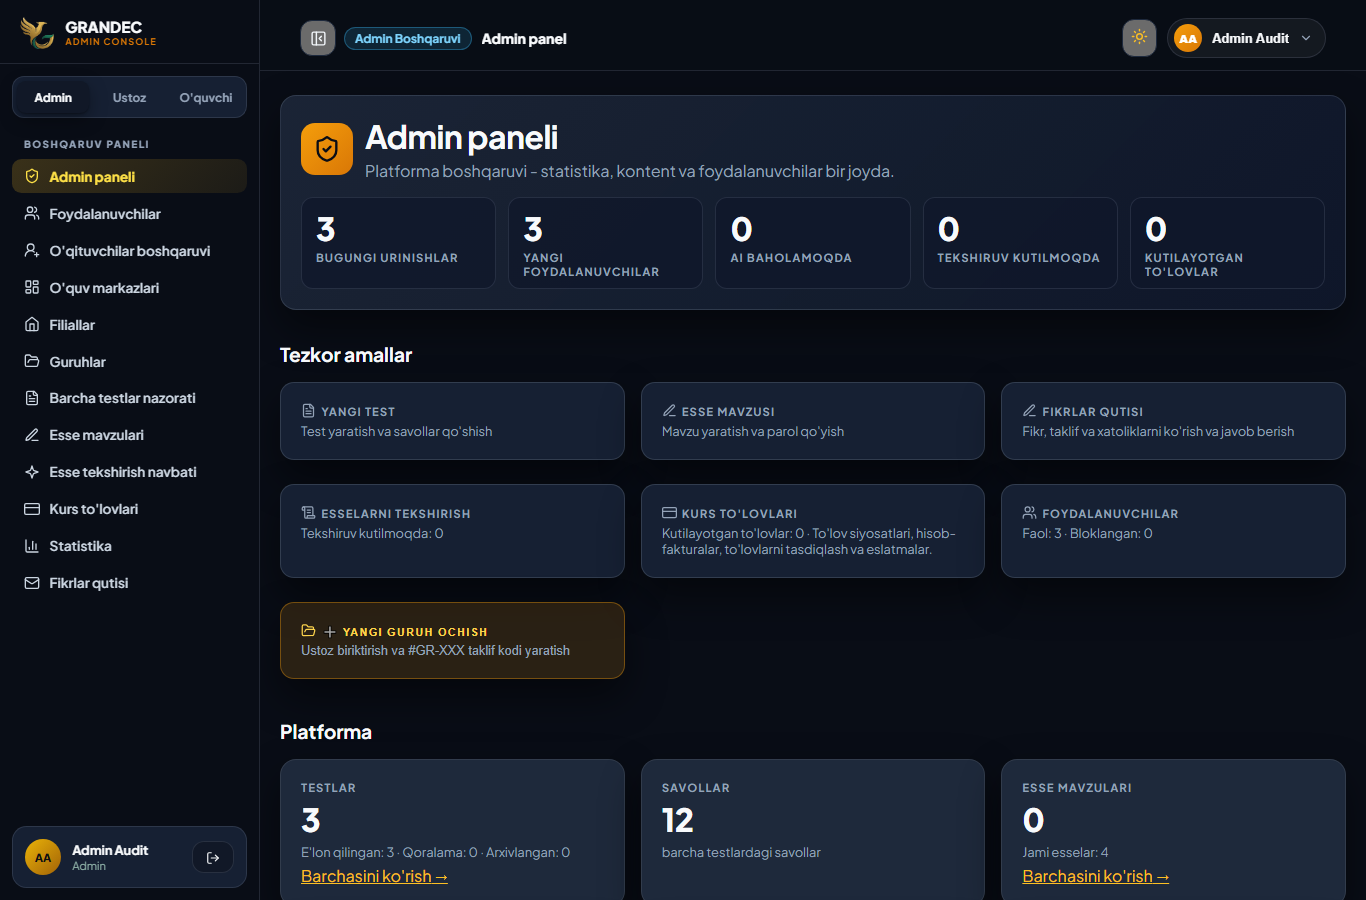 GRANDEC
ADMIN CONSOLE
Admin
Ustoz
O'quvchi
BOSHQARUV PANELI
Admin paneli
Foydalanuvchilar
O'qituvchilar boshqaruvi
O'quv markazlari
Filiallar
Guruhlar
Barcha testlar nazorati
Esse mavzulari
Esse tekshirish navbati
Kurs to'lovlari
Statistika
Fikrlar qutisi
AA
Admin Audit
Admin
Admin Boshqaruvi
Admin panel
AA
Admin Audit
Admin paneli
Platforma boshqaruvi - statistika, kontent va foydalanuvchilar bir joyda.
3
BUGUNGI URINISHLAR
3
YANGI
FOYDALANUVCHILAR
0
AI BAHOLAMOQDA
0
TEKSHIRUV KUTILMOQDA
0
KUTILAYOTGAN
TO'LOVLAR
Tezkor amallar
YANGI TEST
Test yaratish va savollar qo'shish
ESSE MAVZUSI
Mavzu yaratish va parol qo'yish
FIKRLAR QUTISI
Fikr, taklif va xatoliklarni ko'rish va javob berish
ESSELARNI TEKSHIRISH
Tekshiruv kutilmoqda: 0
KURS TO'LOVLARI
Kutilayotgan to'lovlar: 0 · To'lov siyosatlari, hisob-
fakturalar, to'lovlarni tasdiqlash va eslatmalar.
FOYDALANUVCHILAR
Faol: 3 · Bloklangan: 0
YANGI GURUH OCHISH
Ustoz biriktirish va #GR-XXX taklif kodi yaratish
Platforma
TESTLAR
3
E'lon qilingan: 3 · Qoralama: 0 · Arxivlangan: 0
Barchasini ko'rish →
SAVOLLAR
12
barcha testlardagi savollar
ESSE MAVZULARI
0
Jami esselar: 4
Barchasini ko'rish →